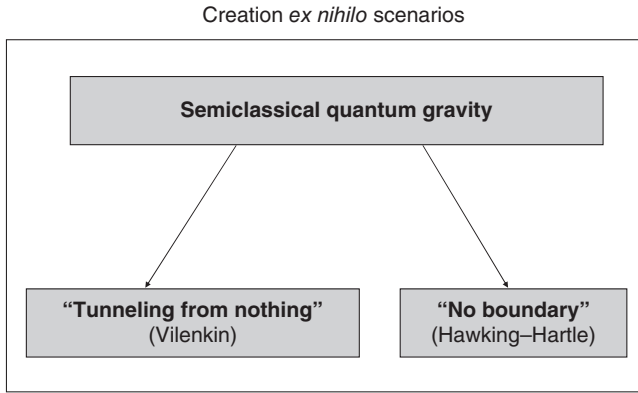 Creation ex nihilo scenarios
Semiclassical quantum gravity
“Tunneling from nothing”
(Vilenkin)
“No boundary”
(Hawking–Hartle)